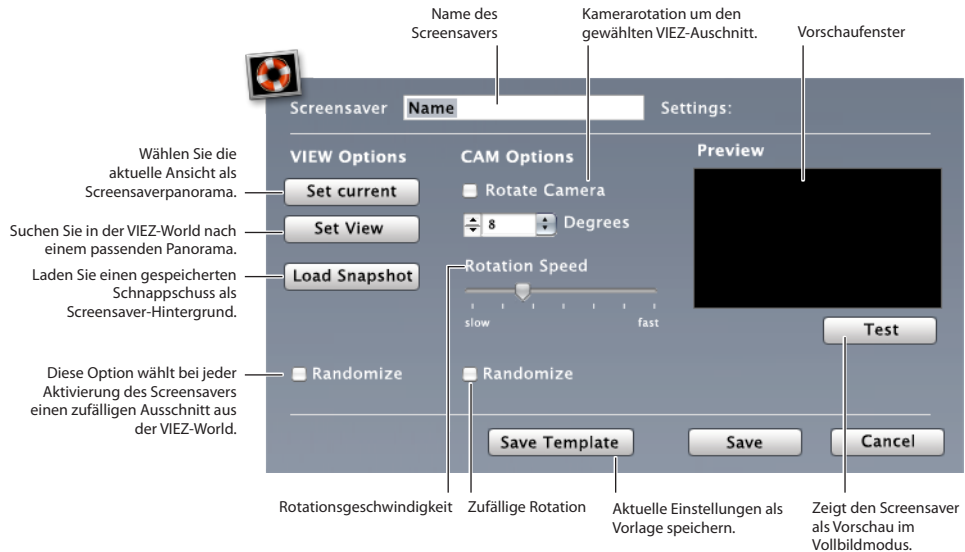 Name des
Screensavers
Kamerarotation um den
gewählten VIEZ-Auschnitt.
Vorschaufenster
Screensaver
Name
Settings:
Wählen Sie die
aktuelle Ansicht als
Screensaverpanorama.
Suchen Sie in der VIEZ-World nach
einem passenden Panorama.
Laden Sie einen gespeicherten
Schnappschuss als
Screensaver-Hintergrund.
Diese Option wählt bei jeder
Aktivierung des Screensavers
einen zufälligen Ausschnitt aus
der VIEZ-World.
VIEW Options
Set current
Set View
Load Snapshot
Randomize
CAM Options
Rotate Camera
8
Degrees
Rotation Speed
slow
fast
Randomize
Preview
Test
Save Template
Save
Cancel
Rotationsgeschwindigkeit
Zufällige Rotation
Aktuelle Einstellungen als
Vorlage speichern.
Zeigt den Screensaver
als Vorschau im
Vollbildmodus.